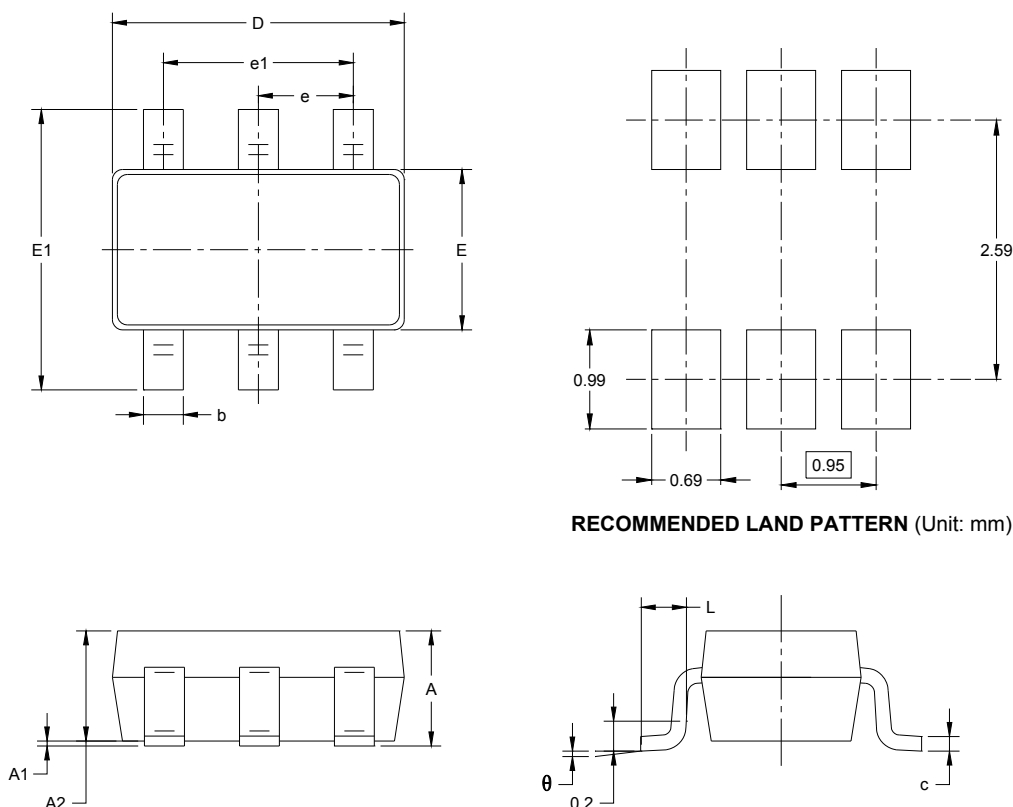 D
e1
e
E1
E
b
2.59
0.99
0.69
0.95
RECOMMENDED LAND PATTERN (Unit: mm)
L
A
A1
A2
θ
0.2
c